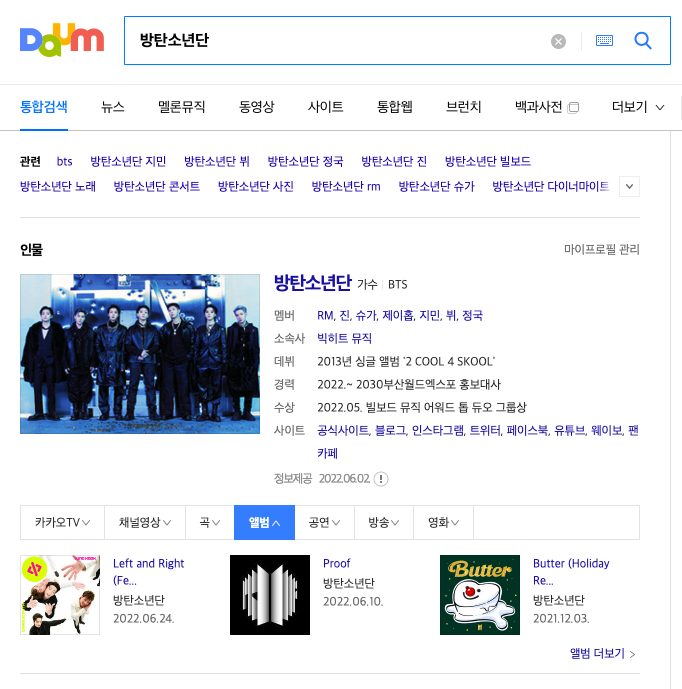 Daum
방탄소년단
통합검색 뉴스 멜론뮤직 동영상 사이트 통합웹 브런치 백과사전 더보기
관련 bts 방탄소년단 지민 방탄소년단 뷔 방탄소년단 정국 방탄소년단 진 방탄소년단 빌보드
방탄소년단 노래 방탄소년단 콘서트 방탄소년단 사진 방탄소년단 rm 방탄소년단 슈가 방탄소년단 다이너마이트
인물 마이프로필 관리
방탄소년단 가수 BTS
멤버 RM, 진, 슈가, 제이홉, 지민, 뷔, 정국
소속사 빅히트 뮤직
데뷔 2013년 싱글 앨범 '2 COOL 4 SKOOL'
경력 2022.~ 2030부산월드엑스포 홍보대사
수상 2022.05. 빌보드 뮤직 어워드 톱 듀오 그룹상
사이트 공식사이트, 블로그, 인스타그램, 트위터, 페이스북, 유튜브, 웨이보, 팬
카페
정보제공 2022.06.02.
카카오TV 채널영상 곡 앨범 공연 방송 영화
Left and Right
(Fe...
방탄소년단
2022.06.24.
Proof
방탄소년단
2022.06.10.
Butter
Butter (Holiday
Re...
방탄소년단
2021.12.03.
앨범 더보기